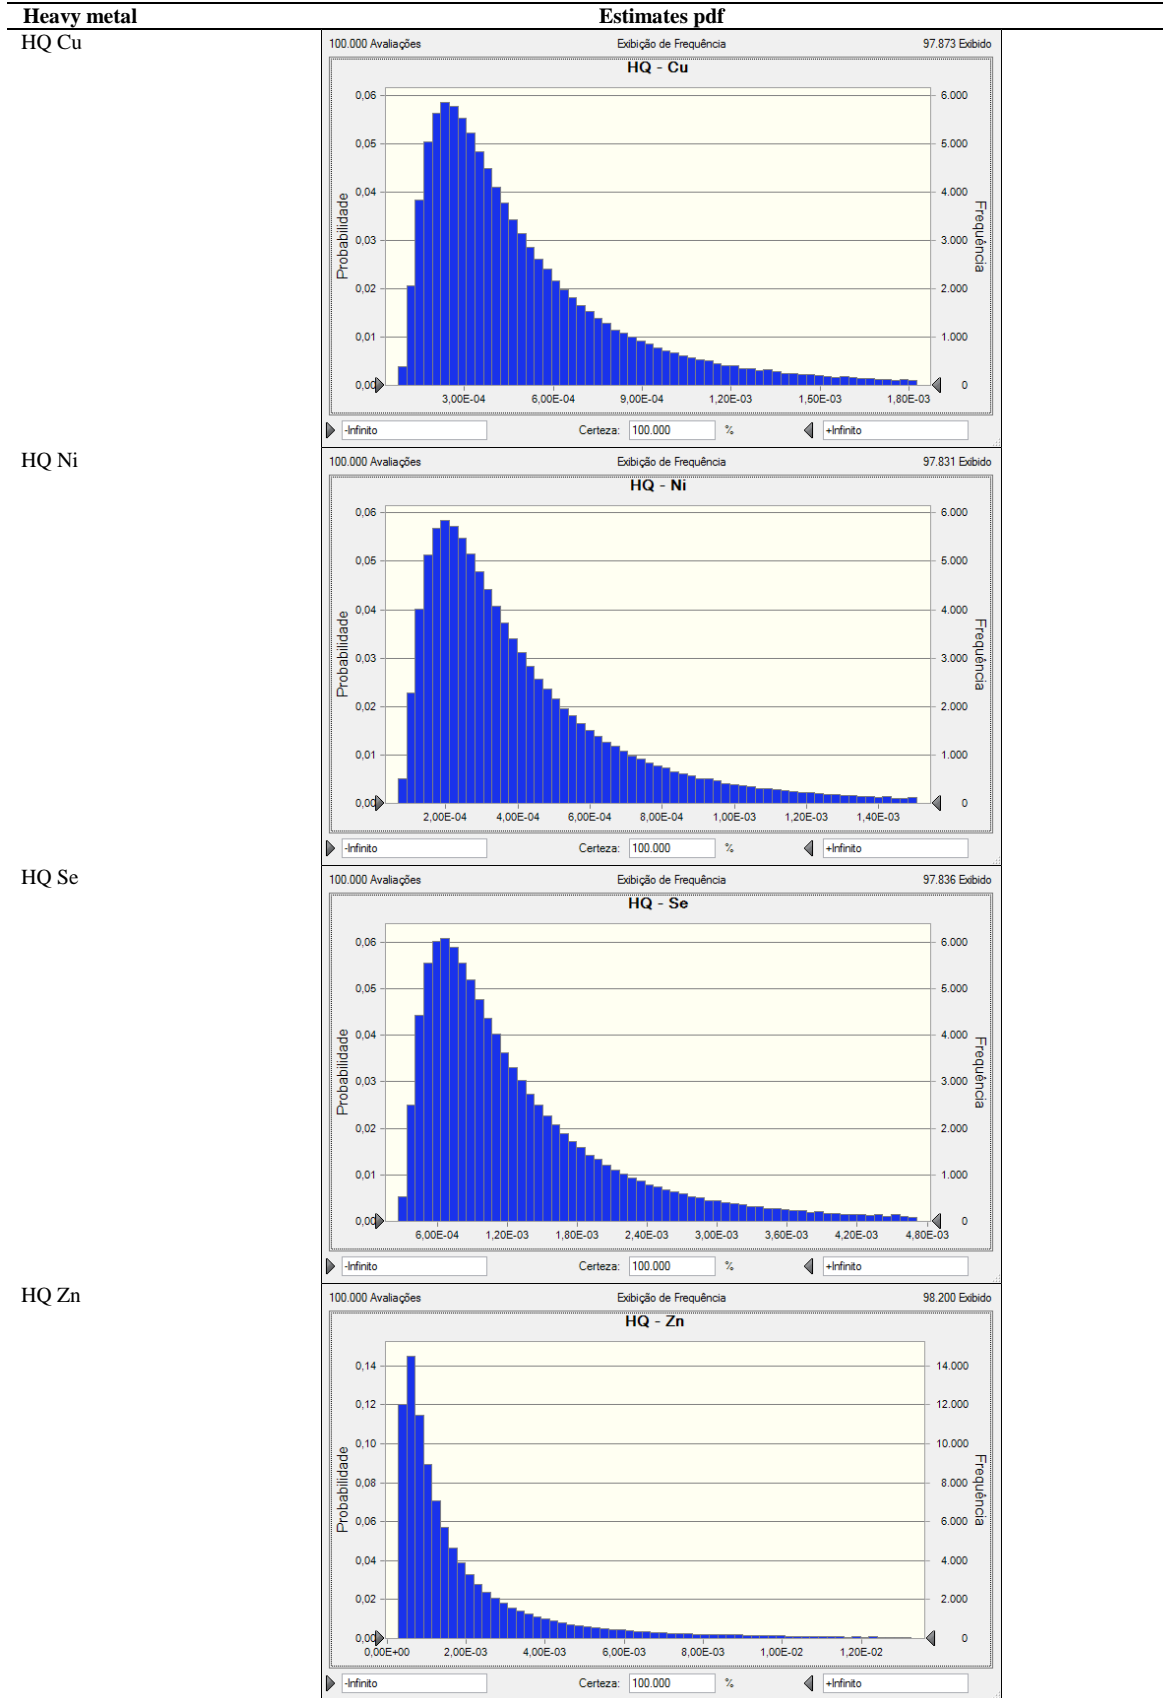 Heavy metal Estimates pdf
HQ Cu
100.000 Avaliações Exibição de Frequência 97.873 Exibido
HQ - Cu
0,06 6.000
0,05 5.000
0,04 4.000
0,03 3.000
0,02 2.000
0,01 1.000
0,00 0
Probabilidade
Frequência
3,00E-04 6,00E-04 9,00E-04 1,20E-03 1,50E-03 1,80E-03
-Infinito Certeza: 100.000 % +Infinito
HQ Ni
100.000 Avaliações Exibição de Frequência 97.831 Exibido
HQ - Ni
0,06 6.000
0,05 5.000
0,04 4.000
0,03 3.000
0,02 2.000
0,01 1.000
0,00 0
Probabilidade
Frequência
2,00E-04 4,00E-04 6,00E-04 8,00E-04 1,00E-03 1,20E-03 1,40E-03
-Infinito Certeza: 100.000 % +Infinito
HQ Se
100.000 Avaliações Exibição de Frequência 97.836 Exibido
HQ - Se
0,06 6.000
0,05 5.000
0,04 4.000
0,03 3.000
0,02 2.000
0,01 1.000
0,00 0
Probabilidade
Frequência
6,00E-04 1,20E-03 1,80E-03 2,40E-03 3,00E-03 3,60E-03 4,20E-03 4,80E-03
-Infinito Certeza: 100.000 % +Infinito
HQ Zn
100.000 Avaliações Exibição de Frequência 98.200 Exibido
HQ - Zn
0,14 14.000
0,12 12.000
0,10 10.000
0,08 8.000
0,06 6.000
0,04 4.000
0,02 2.000
0,00 0
Probabilidade
Frequência
0,00E+00 2,00E-03 4,00E-03 6,00E-03 8,00E-03 1,00E-02 1,20E-02
-Infinito Certeza: 100.000 % +Infinito